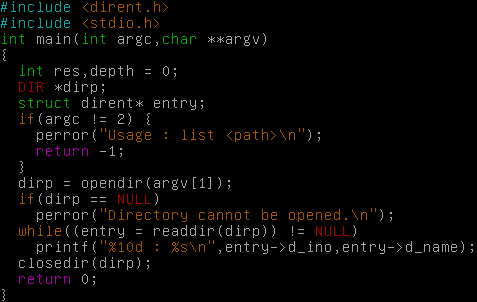 #include <dirent.h>
#include <stdio.h>
int main(int argc,char **argv)
{
  int res,depth = 0;
  DIR *dirp;
  struct dirent* entry;
  if(argc != 2) {
    perror("Usage : list <path>\n");
    return -1;
  }
  dirp = opendir(argv[1]);
  if(dirp == NULL)
    perror("Directory cannot be opened.\n");
  while((entry = readdir(dirp)) != NULL)
    printf("%10d : %s\n",entry->d_ino,entry->d_name);
  closedir(dirp);
  return 0;
}